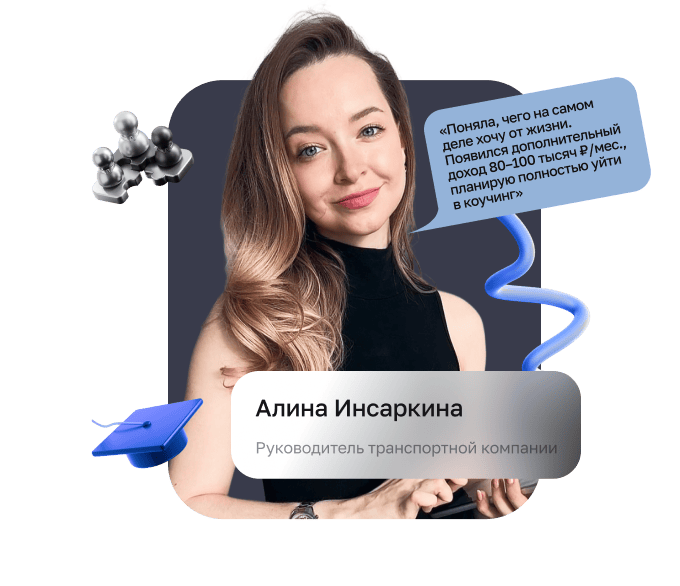 «Поняла, чего на самом
деле хочу от жизни.
Появился дополнительный
доход 80–100 тысяч ₽/мес.,
планирую полностью уйти
в коучинг»
Алина Инсаркина
Руководитель транспортной компании